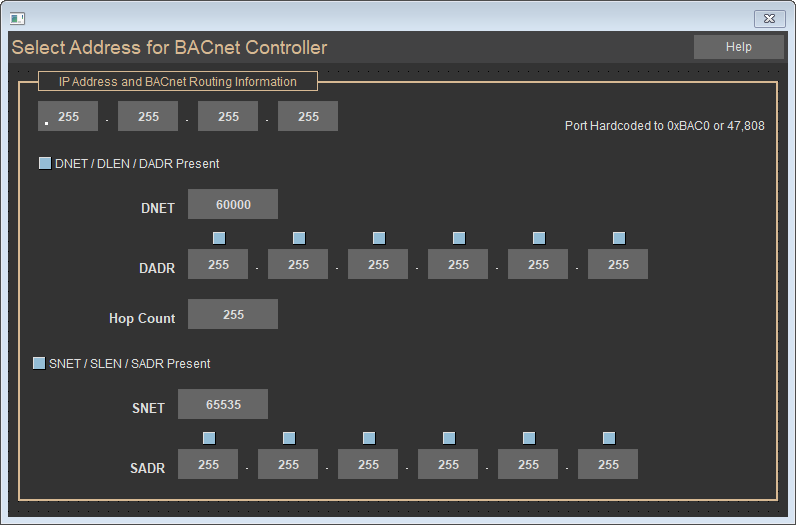 Select Address for BACnet Controller
Help
IP Address and BACnet Routing Information
255 . 255 . 255 . 255
Port Hardcoded to 0xBAC0 or 47,808
DNET / DLEN / DADR Present
DNET 60000
DADR 255 . 255 . 255 . 255 . 255 . 255
Hop Count 255
SNET / SLEN / SADR Present
SNET 65535
SADR 255 . 255 . 255 . 255 . 255 . 255